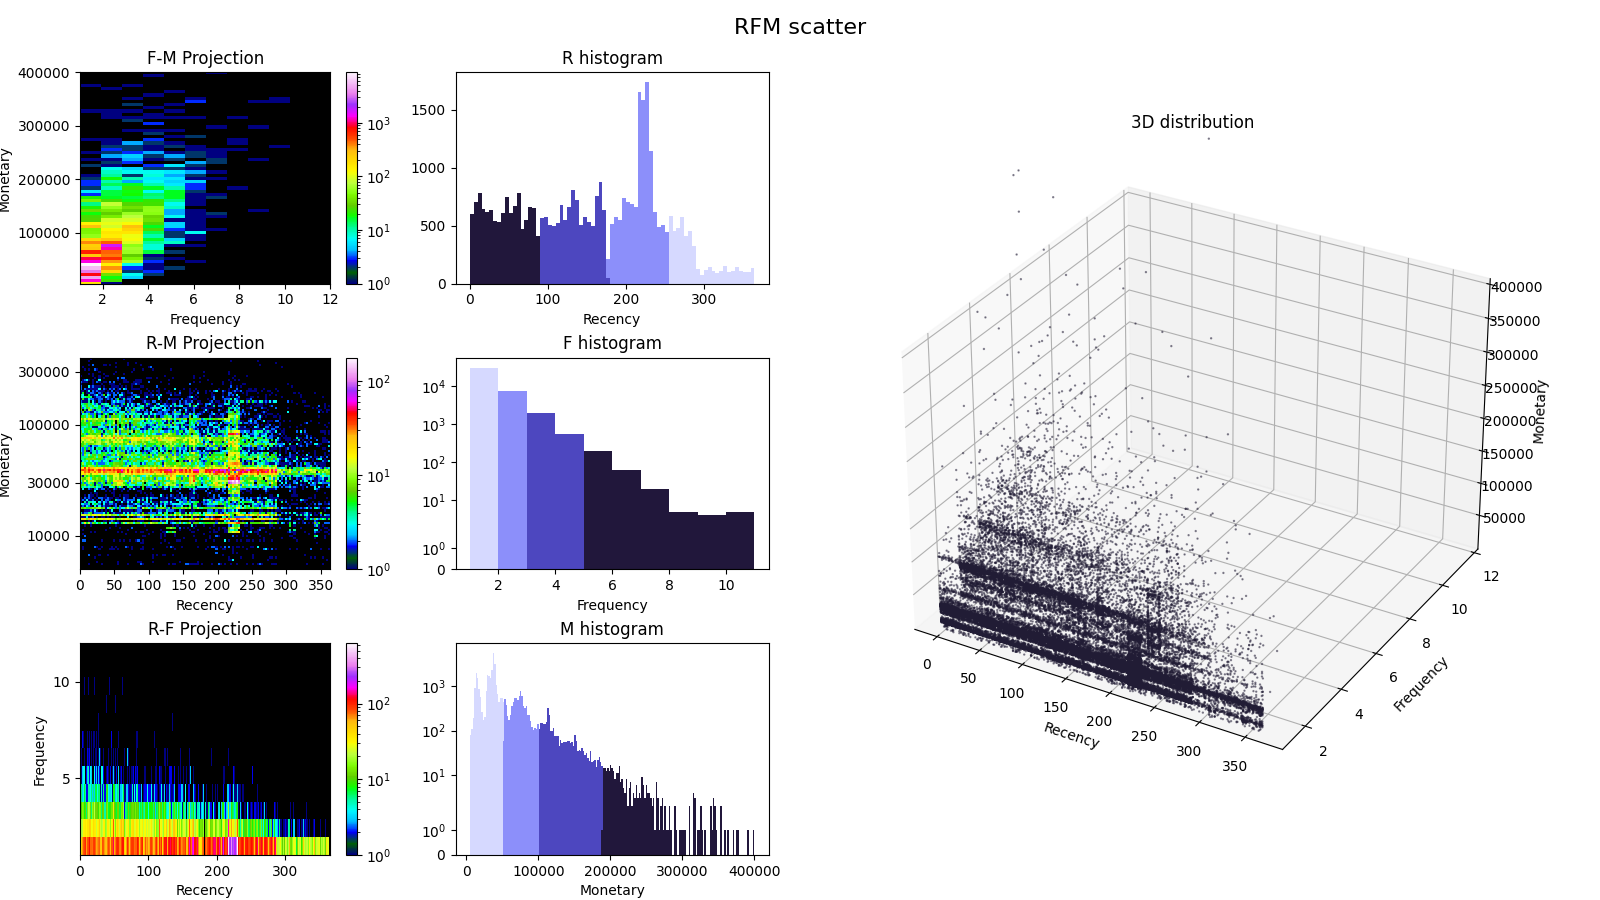 RFM scatter
F-M Projection
400000
300000
200000
100000
Monetary
2 4 6 8 10 12
Frequency
10^3
10^2
10^1
10^0
R histogram
1500
1000
500
0
0 100 200 300
Recency
R-M Projection
300000
100000
30000
10000
Monetary
0 50 100 150 200 250 300 350
Recency
10^2
10^1
10^0
F histogram
10^4
10^3
10^2
10^1
10^0
0
2 4 6 8 10
Frequency
R-F Projection
10
5
Frequency
0 100 200 300
Recency
10^2
10^1
10^0
M histogram
10^3
10^2
10^1
10^0
0
0 100000 200000 300000 400000
Monetary
3D distribution
400000
350000
300000
250000
200000
150000
100000
50000
Monetary
0 50 100 150 200 250 300 350
Recency
2 4 6 8 10 12
Frequency